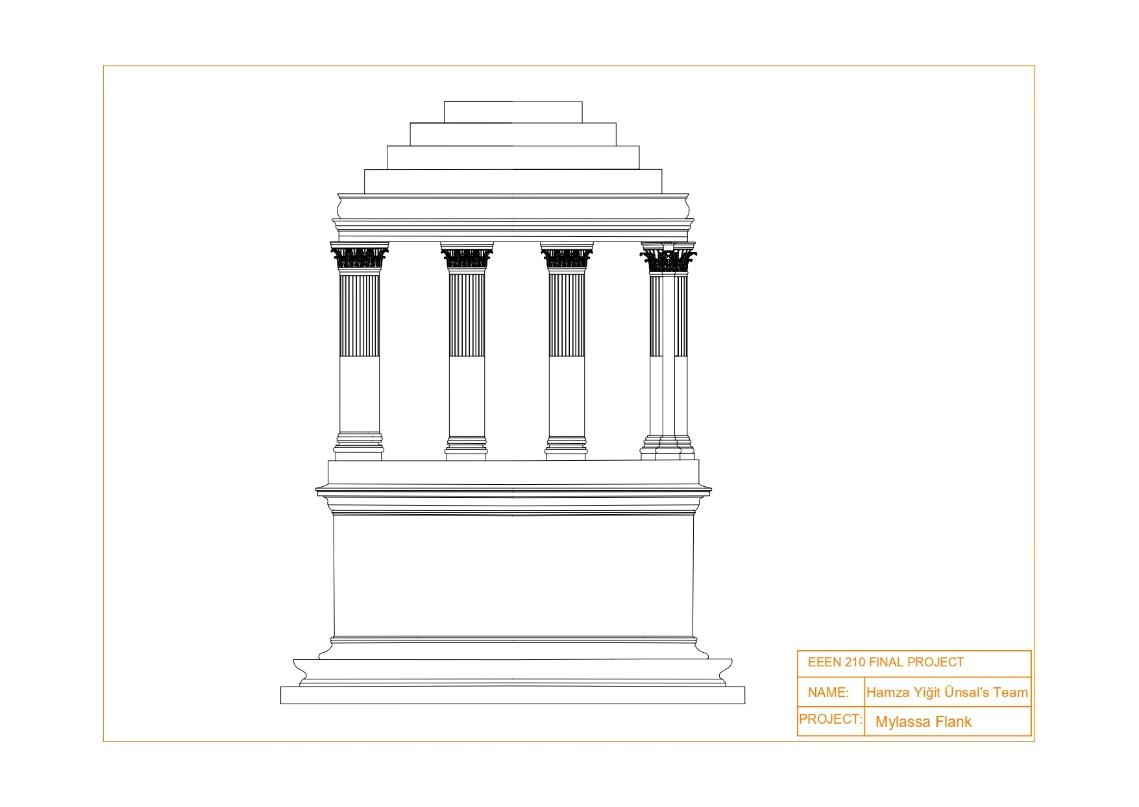 EEEN 210 FINAL PROJECT
NAME: Hamza Yiğit Ünsal's Team
PROJECT: Mylassa Flank